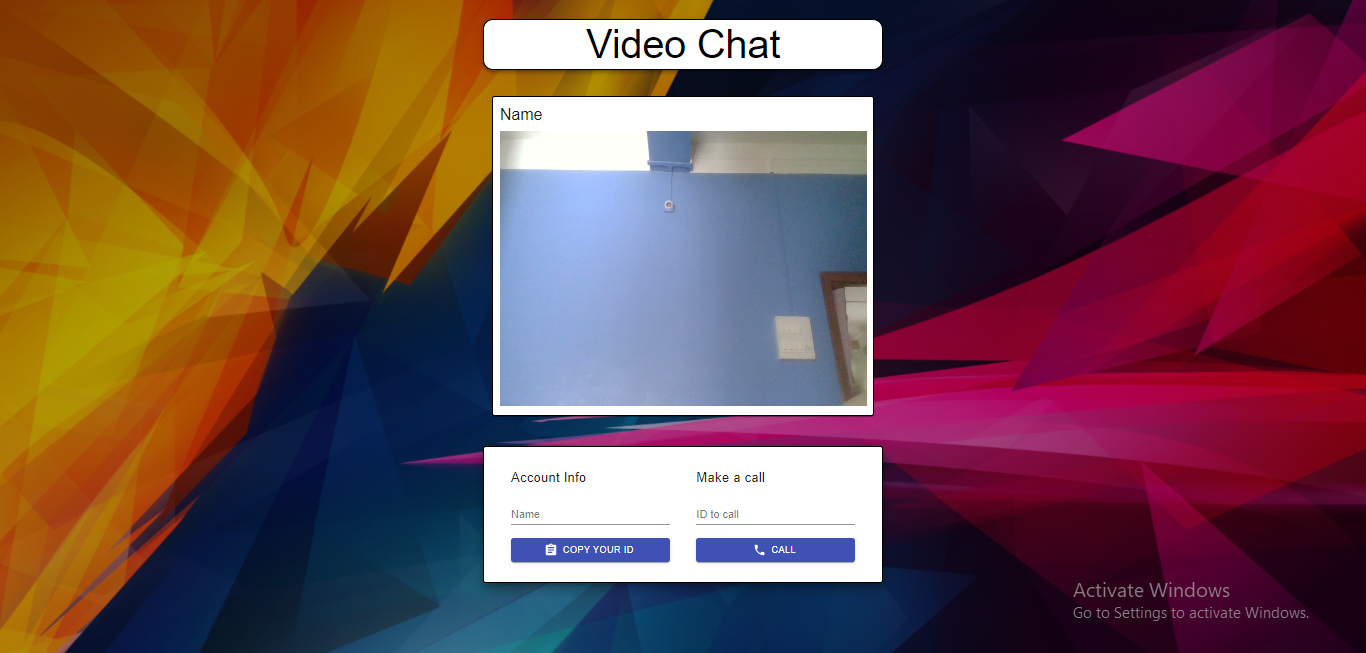 Video Chat
Name
Account Info
Make a call
Name
ID to call
COPY YOUR ID
CALL
Activate Windows
Go to Settings to activate Windows.